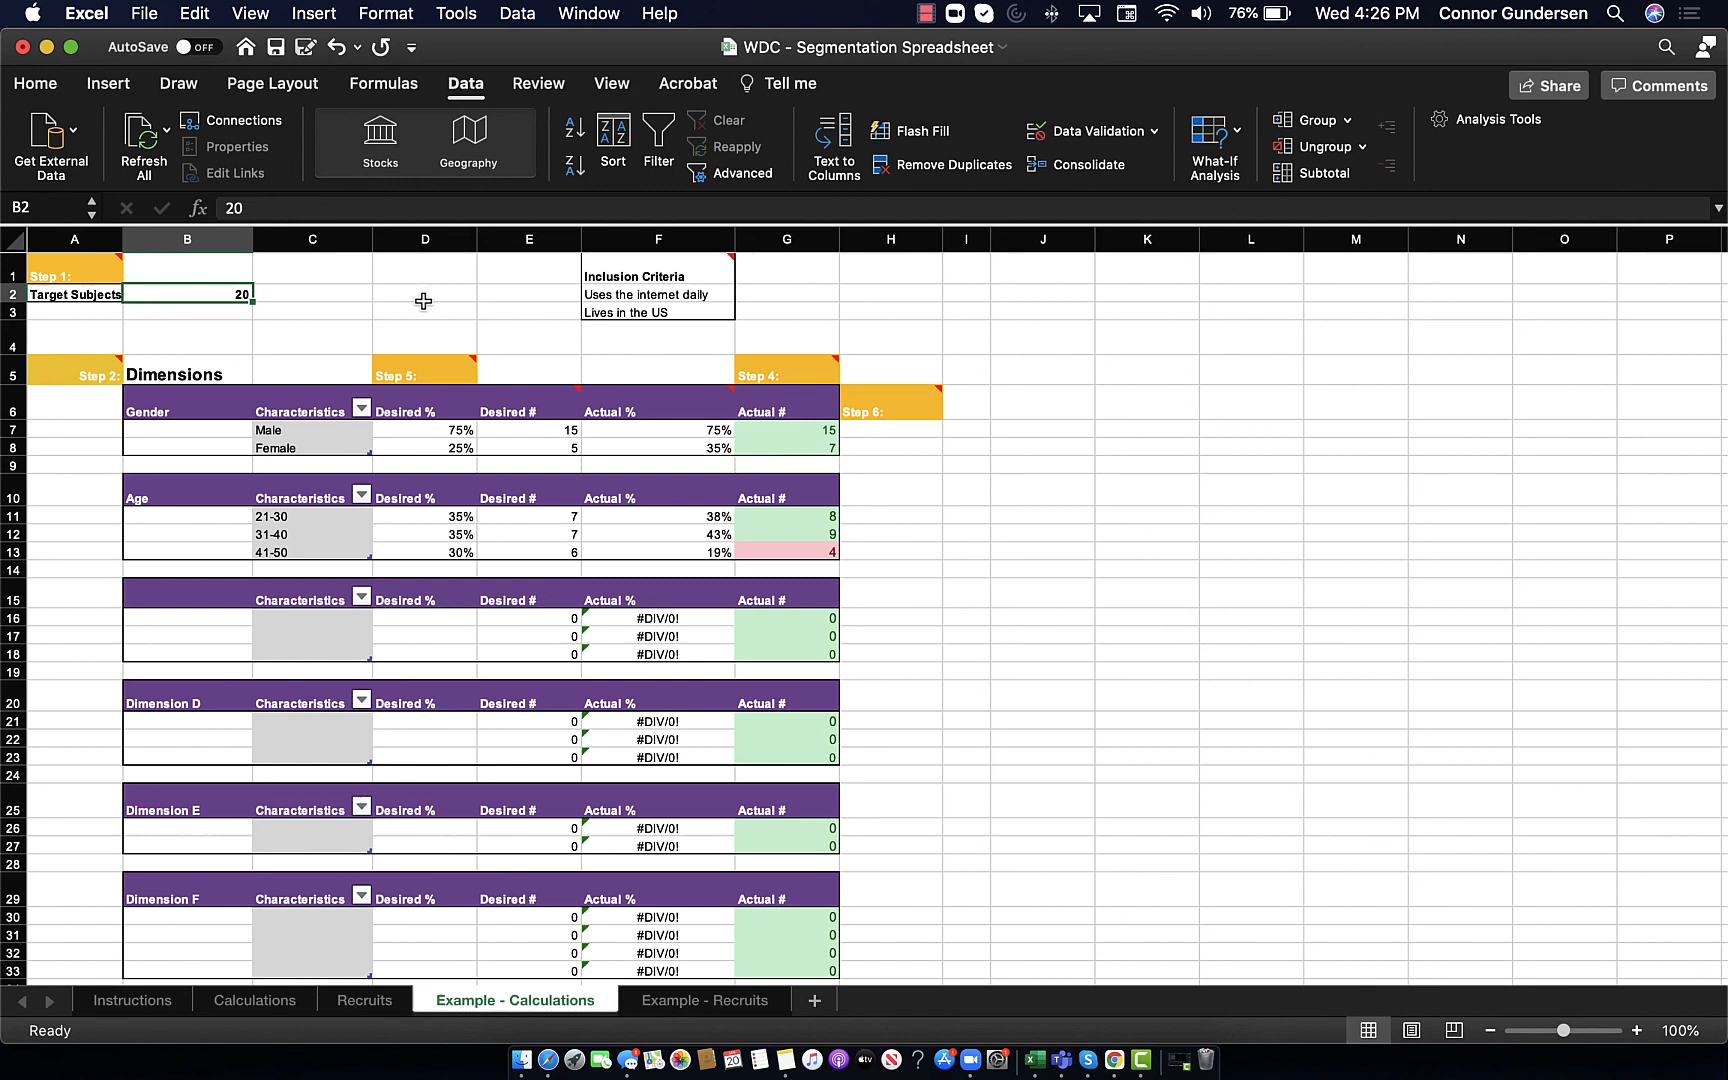 Excel File Edit View Insert Format Tools Data Window Help 76% Wed 4:26 PM Connor Gundersen
AutoSave OFF WDC - Segmentation Spreadsheet
Home Insert Draw Page Layout Formulas Data Review View Acrobat Tell me Share Comments
Get External Data
Refresh All
Connections
Properties
Edit Links
Stocks
Geography
Sort
Filter
Clear
Reapply
Advanced
Text to Columns
Flash Fill
Remove Duplicates
Data Validation
Consolidate
What-If Analysis
Group
Ungroup
Subtotal
Analysis Tools
B2 fx 20
A B C D E F G H I J K L M N O P
1 Step 1: Inclusion Criteria
2 Target Subjects 20 Uses the internet daily
3 Lives in the US
4
5 Step 2: Dimensions Step 5: Step 4:
6 Gender Characteristics Desired % Desired # Actual % Actual # Step 6:
7 Male 75% 15 75% 15
8 Female 25% 5 35% 7
9
10 Age Characteristics Desired % Desired # Actual % Actual #
11 21-30 35% 7 38% 8
12 31-40 35% 7 43% 9
13 41-50 30% 6 19% 4
14
15 Characteristics Desired % Desired # Actual % Actual #
16 0 #DIV/0! 0
17 0 #DIV/0! 0
18 0 #DIV/0! 0
19
20 Dimension D Characteristics Desired % Desired # Actual % Actual #
21 0 #DIV/0! 0
22 0 #DIV/0! 0
23 0 #DIV/0! 0
24
25 Dimension E Characteristics Desired % Desired # Actual % Actual #
26 0 #DIV/0! 0
27 0 #DIV/0! 0
28
29 Dimension F Characteristics Desired % Desired # Actual % Actual #
30 0 #DIV/0! 0
31 0 #DIV/0! 0
32 0 #DIV/0! 0
33 0 #DIV/0! 0
Instructions Calculations Recruits Example - Calculations Example - Recruits +
Ready 100%